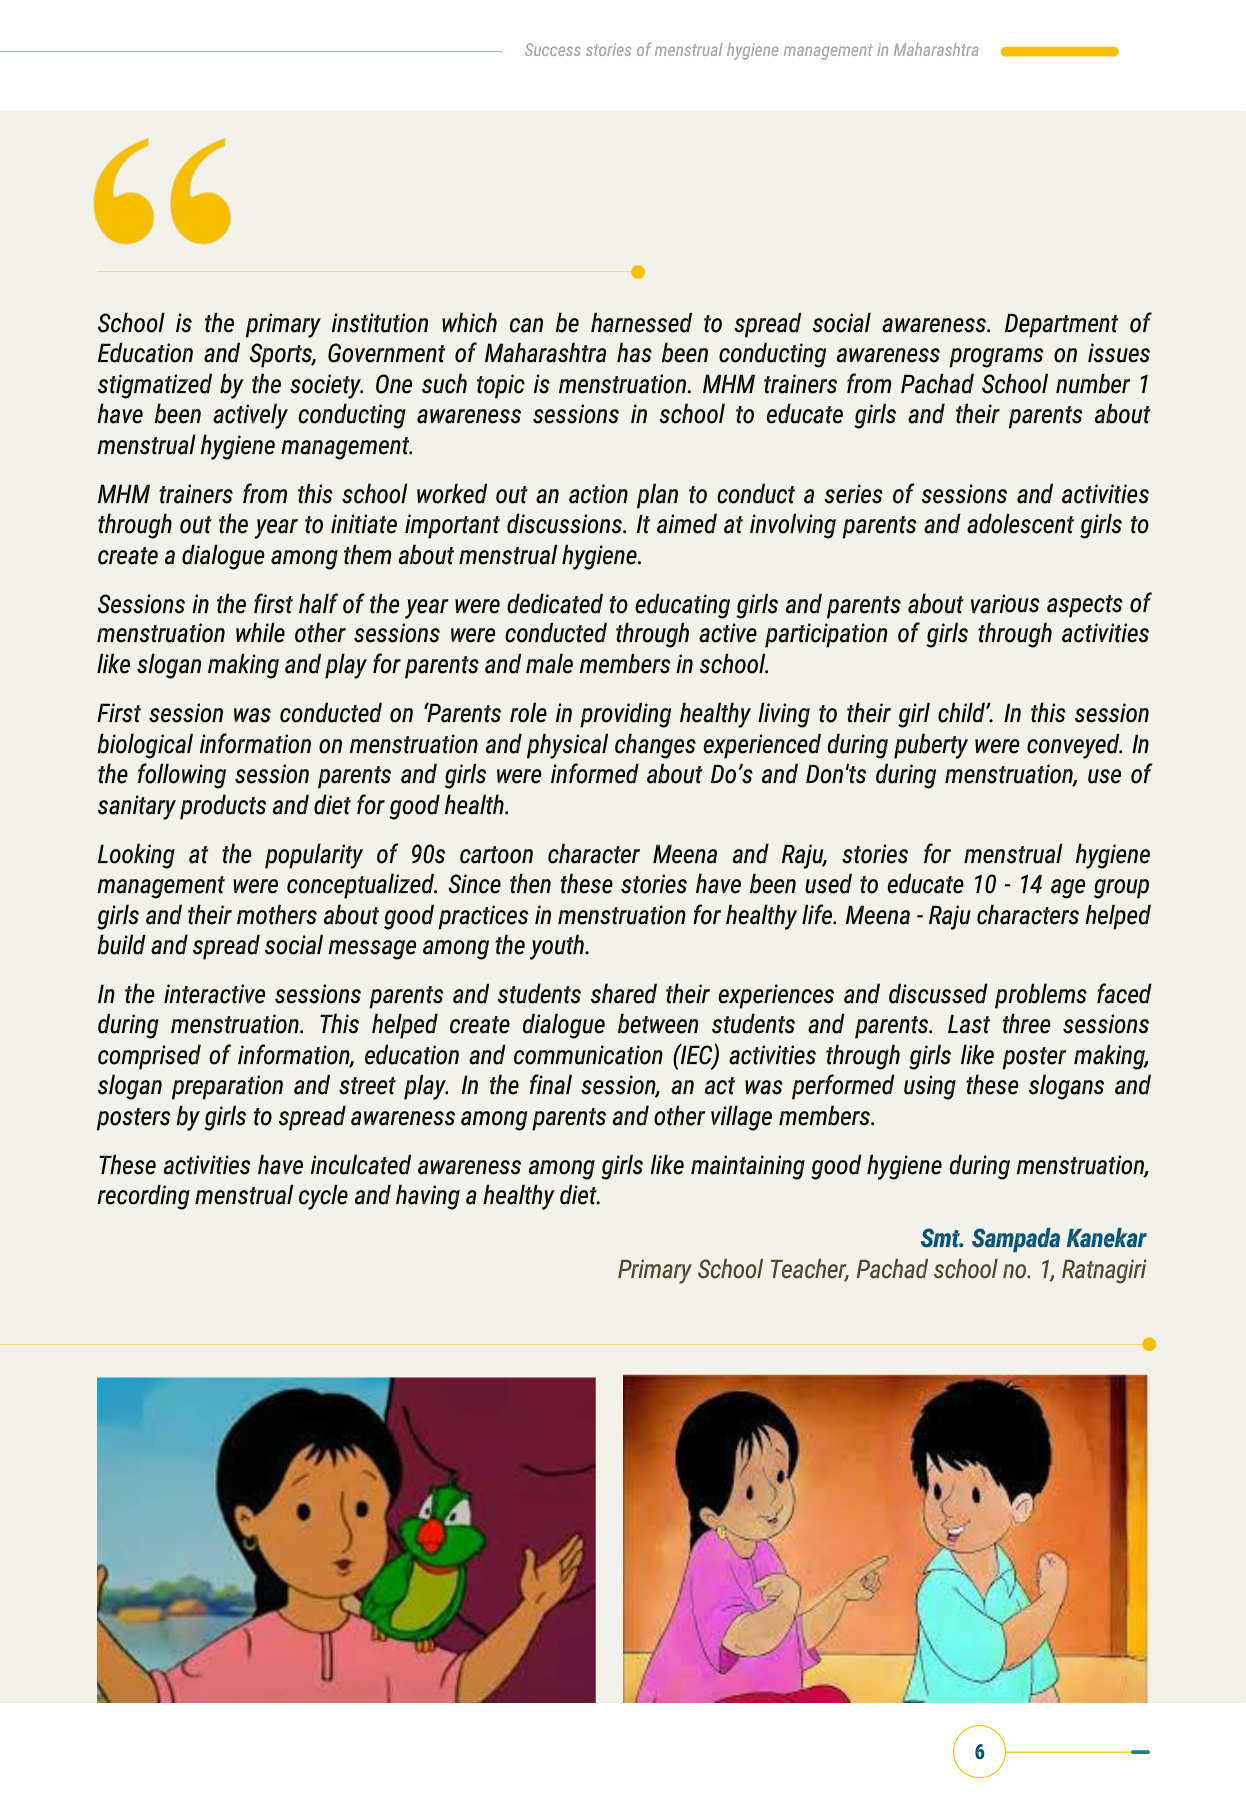 Success stories of menstrual hygiene management in Maharashtra
“
School is the primary institution which can be harnessed to spread social awareness. Department of
Education and Sports, Government of Maharashtra has been conducting awareness programs on issues
stigmatized by the society. One such topic is menstruation. MHM trainers from Pachad School number 1
have been actively conducting awareness sessions in school to educate girls and their parents about
menstrual hygiene management.
MHM trainers from this school worked out an action plan to conduct a series of sessions and activities
through out the year to initiate important discussions. It aimed at involving parents and adolescent girls to
create a dialogue among them about menstrual hygiene.
Sessions in the first half of the year were dedicated to educating girls and parents about various aspects of
menstruation while other sessions were conducted through active participation of girls through activities
like slogan making and play for parents and male members in school.
First session was conducted on ‘Parents role in providing healthy living to their girl child’. In this session
biological information on menstruation and physical changes experienced during puberty were conveyed. In
the following session parents and girls were informed about Do’s and Don'ts during menstruation, use of
sanitary products and diet for good health.
Looking at the popularity of 90s cartoon character Meena and Raju, stories for menstrual hygiene
management were conceptualized. Since then these stories have been used to educate 10 - 14 age group
girls and their mothers about good practices in menstruation for healthy life. Meena - Raju characters helped
build and spread social message among the youth.
In the interactive sessions parents and students shared their experiences and discussed problems faced
during menstruation. This helped create dialogue between students and parents. Last three sessions
comprised of information, education and communication (IEC) activities through girls like poster making,
slogan preparation and street play. In the final session, an act was performed using these slogans and
posters by girls to spread awareness among parents and other village members.
These activities have inculcated awareness among girls like maintaining good hygiene during menstruation,
recording menstrual cycle and having a healthy diet.
Smt. Sampada Kanekar
Primary School Teacher, Pachad school no. 1, Ratnagiri
6